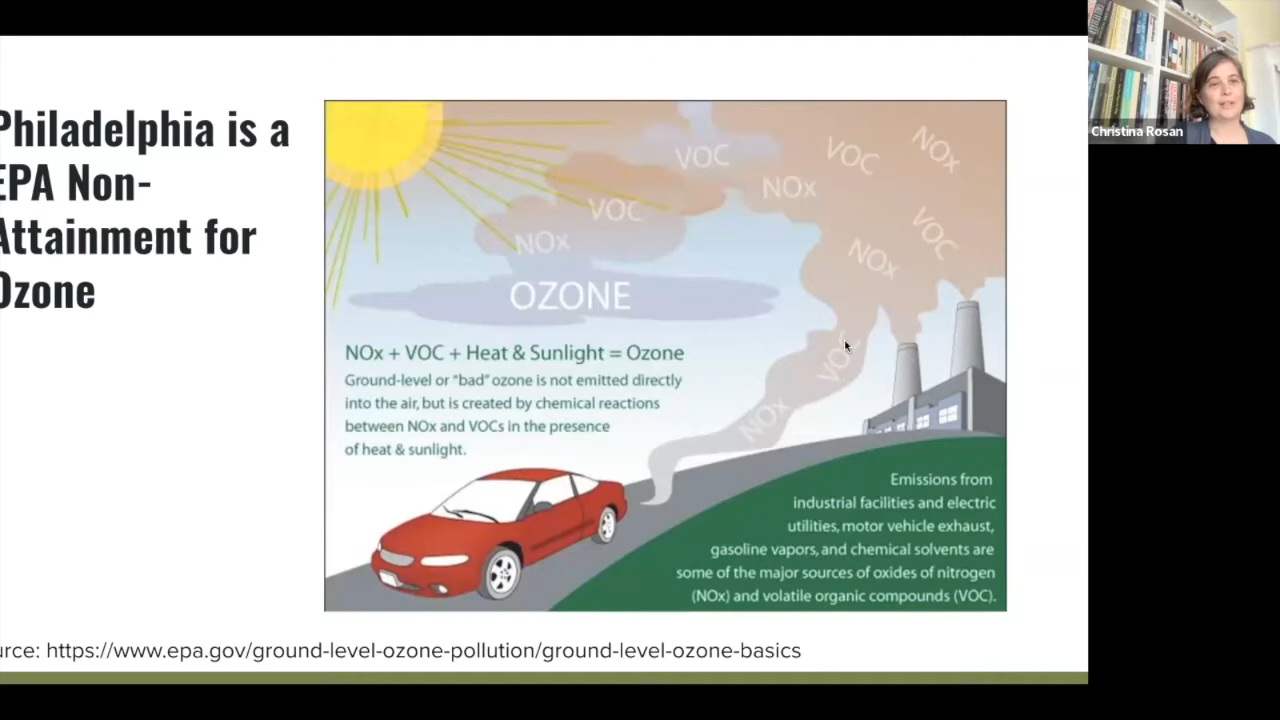 Philadelphia is a
EPA Non-
Attainment for
Ozone
VOC
VOC
NOx
NOx
VOC
NOx
VOC
NOx
OZONE
VOC
NOx
NOx + VOC + Heat & Sunlight = Ozone
Ground-level or "bad" ozone is not emitted directly
into the air, but is created by chemical reactions
between NOx and VOCs in the presence
of heat & sunlight.
Emissions from
industrial facilities and electric
utilities, motor vehicle exhaust,
gasoline vapors, and chemical solvents are
some of the major sources of oxides of nitrogen
(NOx) and volatile organic compounds (VOC).
urce: https://www.epa.gov/ground-level-ozone-pollution/ground-level-ozone-basics
Christina Rosan